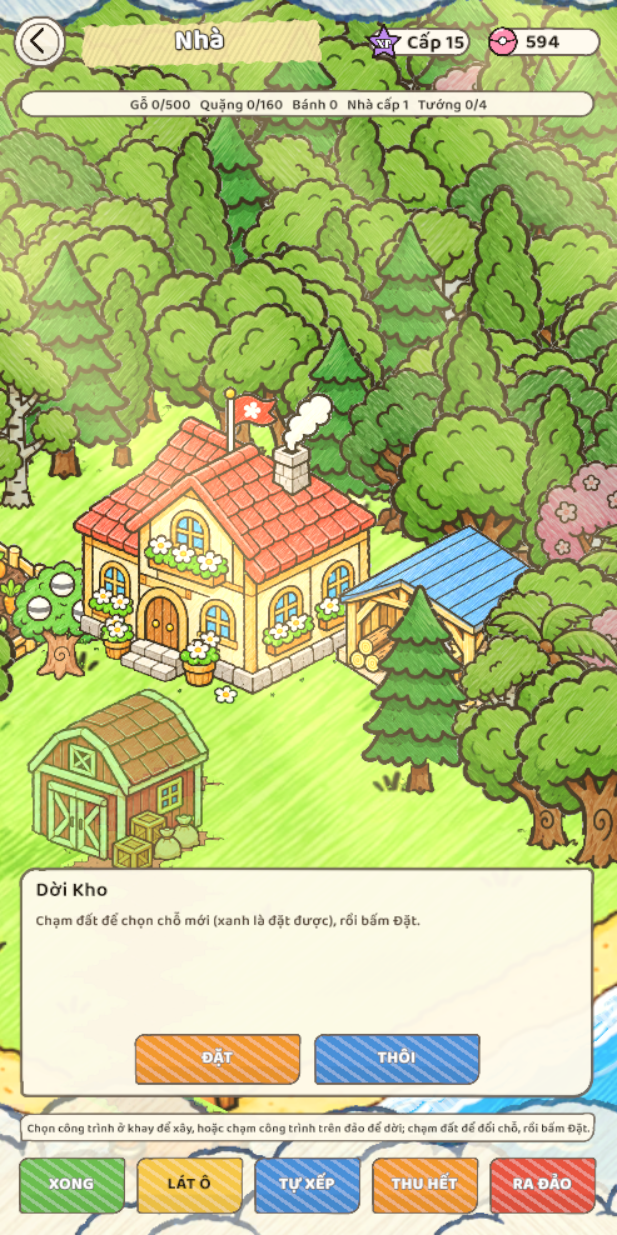 Nhà
XP Cấp 15
594
Gỗ 0/500 Quặng 0/160 Bánh 0 Nhà cấp 1 Tướng 0/4
Dời Kho
Chạm đất để chọn chỗ mới (xanh là đặt được), rồi bấm Đặt.
ĐẶT
THÔI
Chọn công trình ở khay để xây, hoặc chạm công trình trên đảo để dời; chạm đất để đổi chỗ, rồi bấm Đặt.
XONG
LÁT Ô
TỰ XẾP
THU HẾT
RA ĐẢO